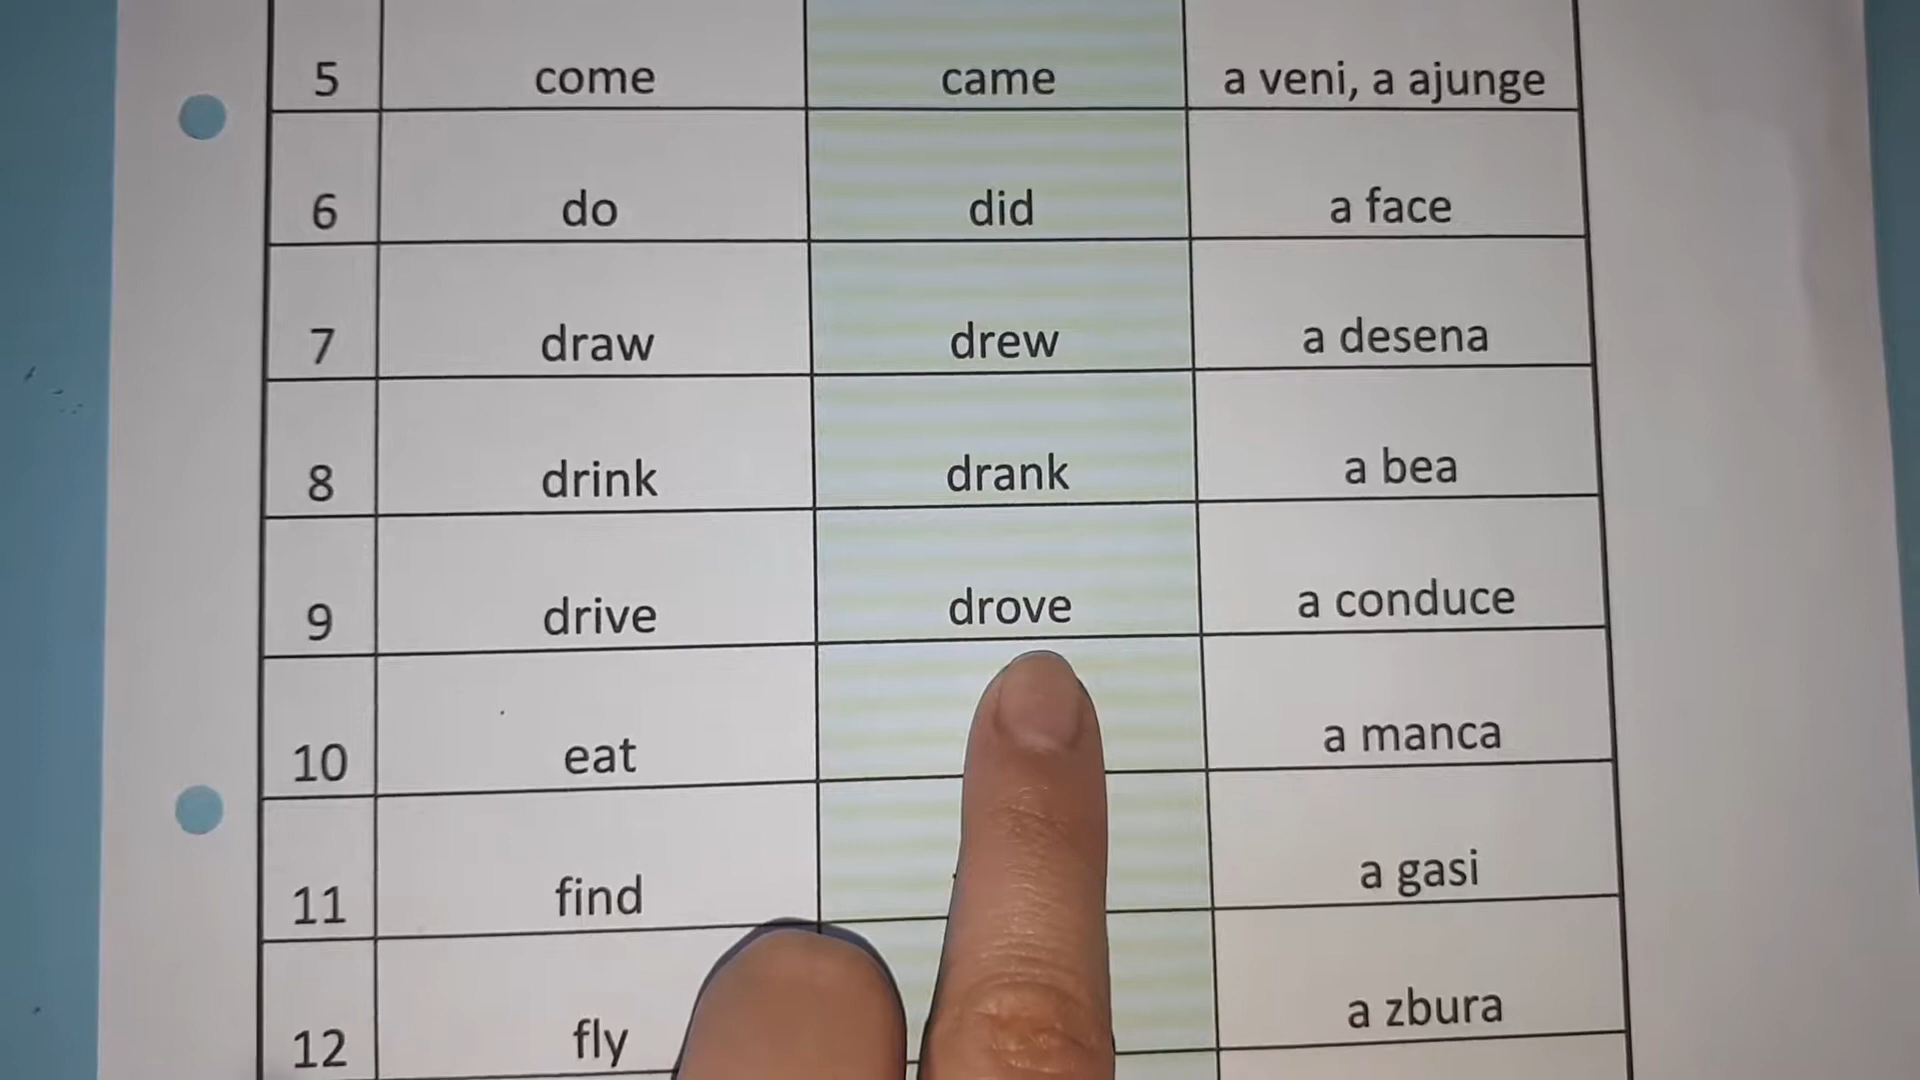 5 come came a veni, a ajunge
6 do did a face
7 draw drew a desena
8 drink drank a bea
9 drive drove a conduce
10 eat a manca
11 find a gasi
12 fly a zbura